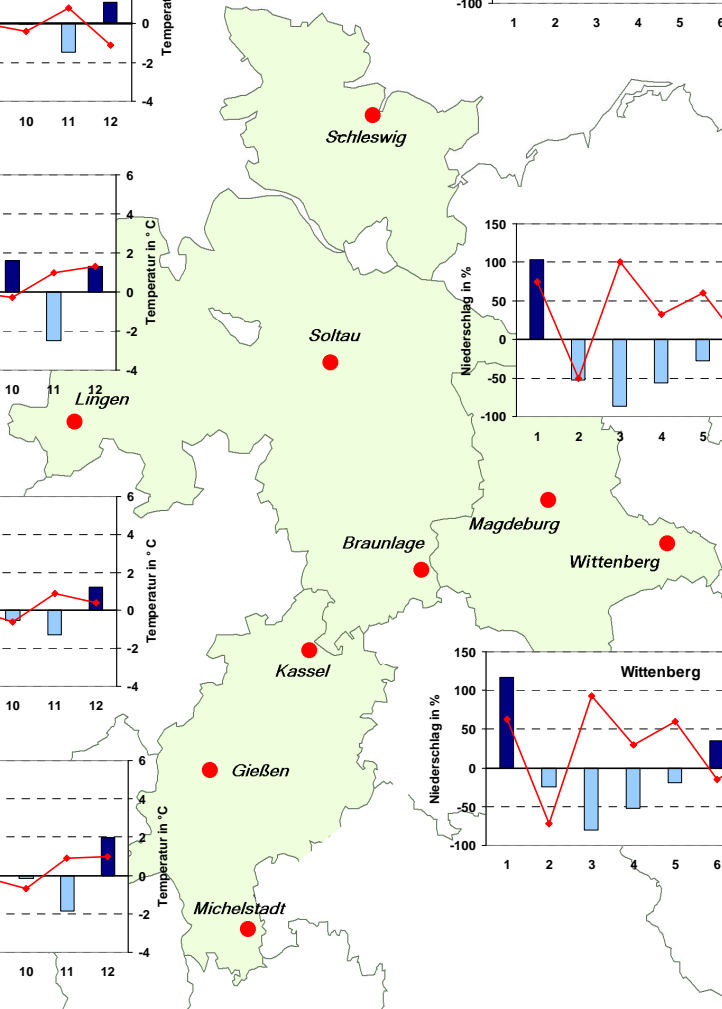 0
-2
-4
Temperat
10 11 12
-100
1 2 3 4 5 6
Schleswig
6
4
2
0
-2
-4
Temperatur in ° C
10 11 12
150
100
50
0
-50
-100
Niederschlag in %
1 2 3 4 5
Soltau
Lingen
Magdeburg
Braunlage
Wittenberg
6
4
2
0
-2
-4
Temperatur in ° C
10 11 12
Kassel
Wittenberg
150
100
50
0
-50
-100
Niederschlag in %
1 2 3 4 5 6
6
4
2
0
-2
-4
Temperatur in °C
10 11 12
Gießen
Michelstadt